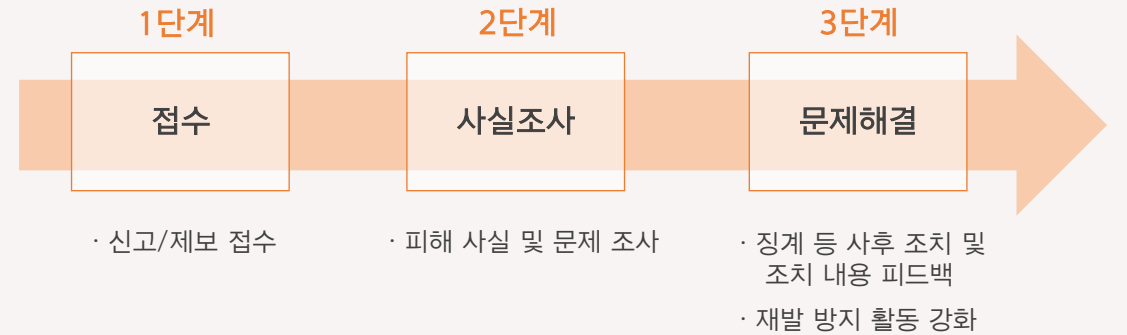 1단계
2단계
3단계
접수
사실조사
문제해결
· 신고/제보 접수
· 피해 사실 및 문제 조사
· 징계 등 사후 조치 및
조치 내용 피드백
· 재발 방지 활동 강화